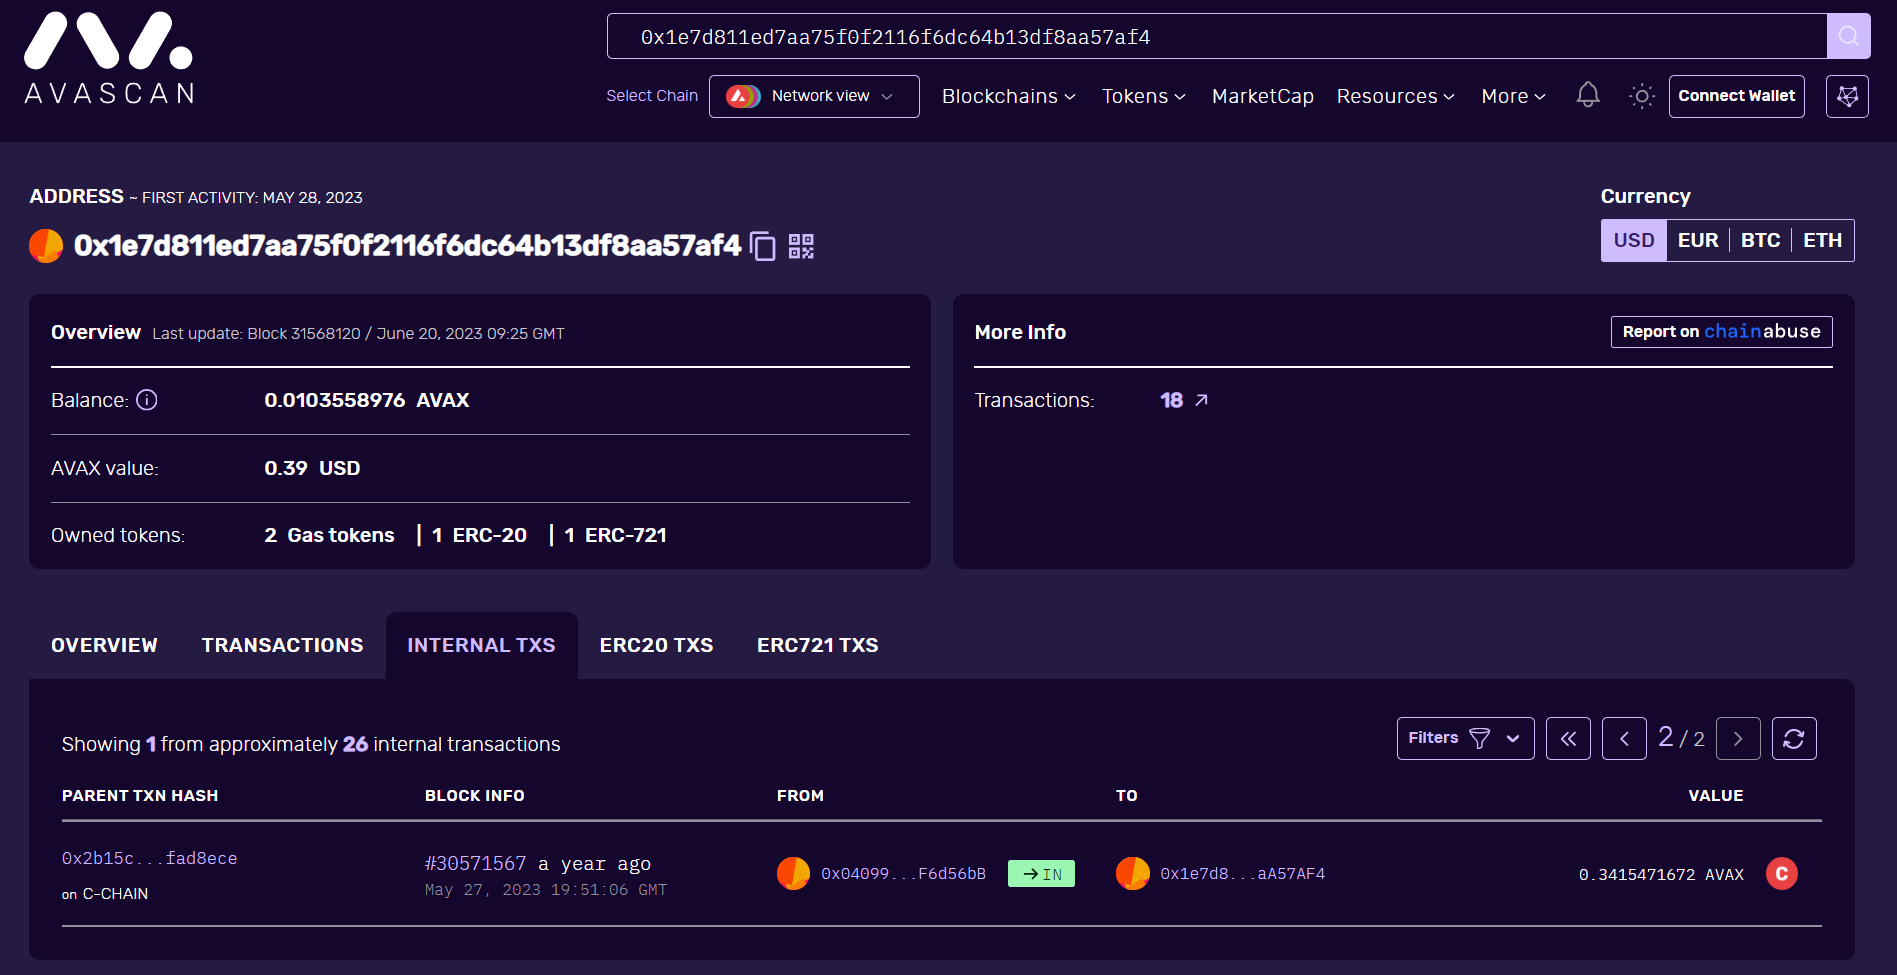 0x1e7d811ed7aa75f0f2116f6dc64b13df8aa57af4
AVASCAN
Select Chain Network view Blockchains Tokens MarketCap Resources More Connect Wallet
ADDRESS ~ FIRST ACTIVITY: MAY 28, 2023
Currency
0x1e7d811ed7aa75f0f2116f6dc64b13df8aa57af4
USD EUR BTC ETH
Overview Last update: Block 31568120 / June 20, 2023 09:25 GMT
Balance: 0.0103558976 AVAX
AVAX value: 0.39 USD
Owned tokens: 2 Gas tokens | 1 ERC-20 | 1 ERC-721
More Info Report on chainabuse
Transactions: 18
OVERVIEW TRANSACTIONS INTERNAL TXS ERC20 TXS ERC721 TXS
Showing 1 from approximately 26 internal transactions
Filters 2 / 2
PARENT TXN HASH BLOCK INFO FROM TO VALUE
0x2b15c...fad8ece #30571567 a year ago 0x04099...F6d56bB IN 0x1e7d8...aA57AF4 0.3415471672 AVAX C
on C-CHAIN May 27, 2023 19:51:06 GMT